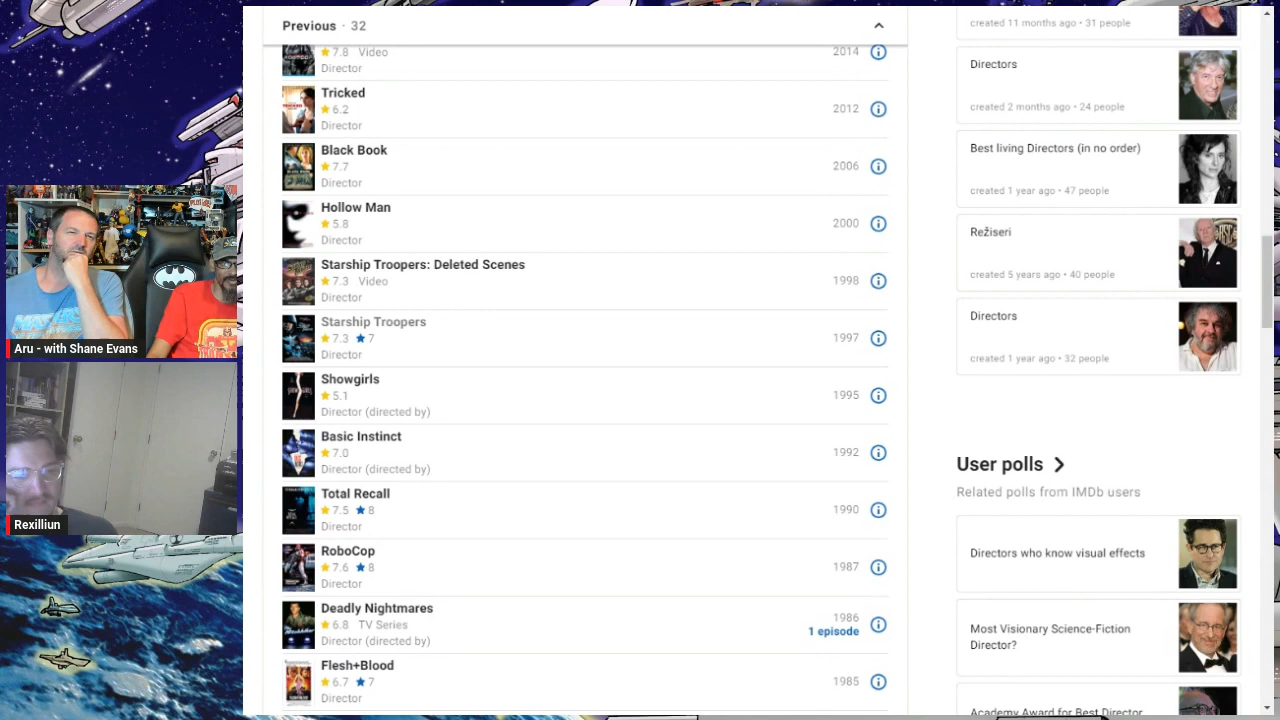 Previous · 32
7.8 Video
2014
Director
Tricked
6.2
2012
Director
Black Book
7.7
2006
Director
Hollow Man
5.8
2000
Director
Starship Troopers: Deleted Scenes
7.3 Video
1998
Director
Starship Troopers
7.3 7
1997
Director
Showgirls
5.1
1995
Director (directed by)
Basic Instinct
7.0
1992
Director (directed by)
Total Recall
7.5 8
1990
Director
RoboCop
7.6 8
1987
Director
Deadly Nightmares
6.8 TV Series
1986
1 episode
Director (directed by)
Flesh+Blood
6.7 7
1985
Director
created 11 months ago • 31 people
Directors
created 2 months ago • 24 people
Best living Directors (in no order)
created 1 year ago • 47 people
Režiseri
created 5 years ago • 40 people
Directors
created 1 year ago • 32 people
User polls
Related polls from IMDb users
Directors who know visual effects
Most Visionary Science-Fiction
Director?
Academy Award for Best Director
Aru - with Shane Evans
Rexilliun